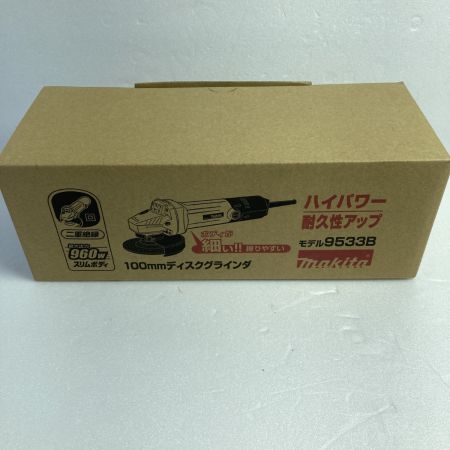 二重絶縁
960W
スリムボディ
ボディが
細い!! 握りやすい
100mmディスクグラインダ
ハイパワー
耐久性アップ
モデル9533B
makita